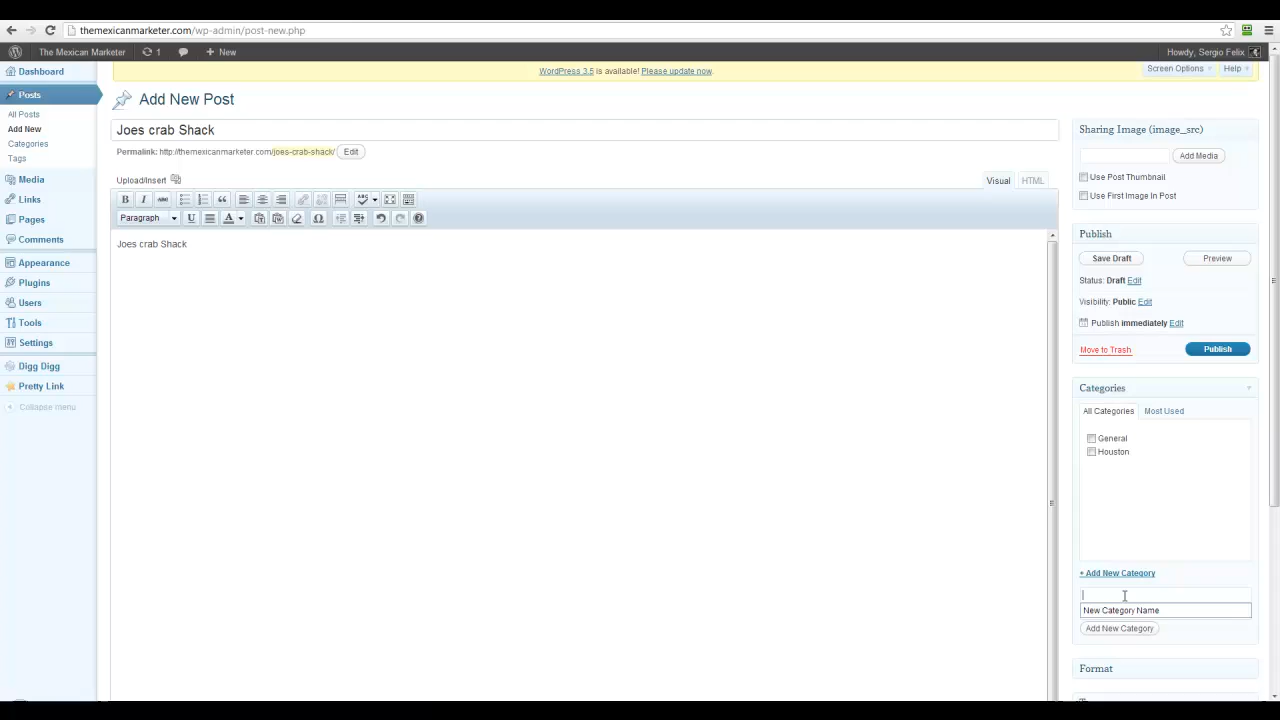 themexicanmarketer.com/wp-admin/post-new.php
The Mexican Marketer 1 + New Howdy, Sergio Felix
WordPress 3.5 is available! Please update now.
Screen Options Help
Dashboard
Posts
All Posts
Add New
Categories
Tags
Media
Links
Pages
Comments
Appearance
Plugins
Users
Tools
Settings
Digg Digg
Pretty Link
Collapse menu
Add New Post
Joes crab Shack
Permalink: http://themexicanmarketer.com/joes-crab-shack/ Edit
Upload/Insert Visual HTML
B I ABC
Paragraph U A
Joes crab Shack
Sharing Image (image_src)
Add Media
Use Post Thumbnail
Use First Image In Post
Publish
Save Draft Preview
Status: Draft Edit
Visibility: Public Edit
Publish immediately Edit
Move to Trash Publish
Categories
All Categories Most Used
General
Houston
+ Add New Category
New Category Name
Add New Category
Format